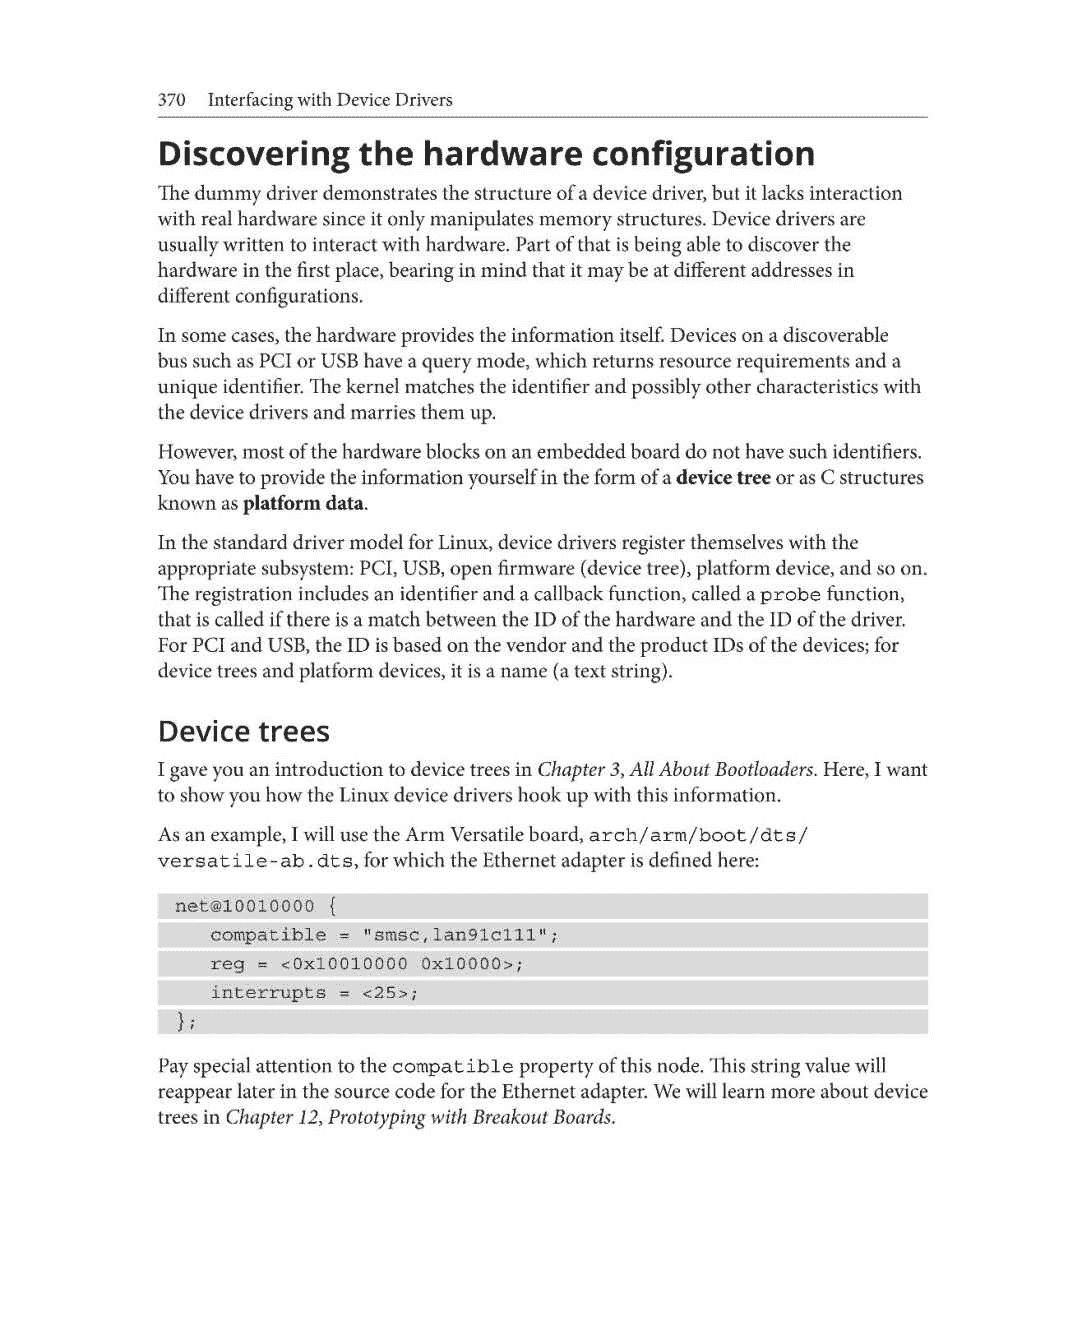 370 Interfacing with Device Drivers
Discovering the hardware configuration
The dummy driver demonstrates the structure of a device driver, but it lacks interaction
with real hardware since it only manipulates memory structures. Device drivers are
usually written to interact with hardware. Part of that is being able to discover the
hardware in the first place, bearing in mind that it may be at different addresses in
different configurations.
In some cases, the hardware provides the information itself. Devices on a discoverable
bus such as PCI or USB have a query mode, which returns resource requirements and a
unique identifier. The kernel matches the identifier and possibly other characteristics with
the device drivers and marries them up.
However, most of the hardware blocks on an embedded board do not have such identifiers.
You have to provide the information yourself in the form of a device tree or as C structures
known as platform data.
In the standard driver model for Linux, device drivers register themselves with the
appropriate subsystem: PCI, USB, open firmware (device tree), platform device, and so on.
The registration includes an identifier and a callback function, called a probe function,
that is called if there is a match between the ID of the hardware and the ID of the driver.
For PCI and USB, the ID is based on the vendor and the product IDs of the devices; for
device trees and platform devices, it is a name (a text string).
Device trees
I gave you an introduction to device trees in Chapter 3, All About Bootloaders. Here, I want
to show you how the Linux device drivers hook up with this information.
As an example, I will use the Arm Versatile board, arch/arm/boot/dts/
versatile-ab.dts, for which the Ethernet adapter is defined here:
net@10010000 {
compatible = "smsc,lan91c111";
reg = <0x10010000 0x10000>;
interrupts = <25>;
};
Pay special attention to the compatible property of this node. This string value will
reappear later in the source code for the Ethernet adapter. We will learn more about device
trees in Chapter 12, Prototyping with Breakout Boards.